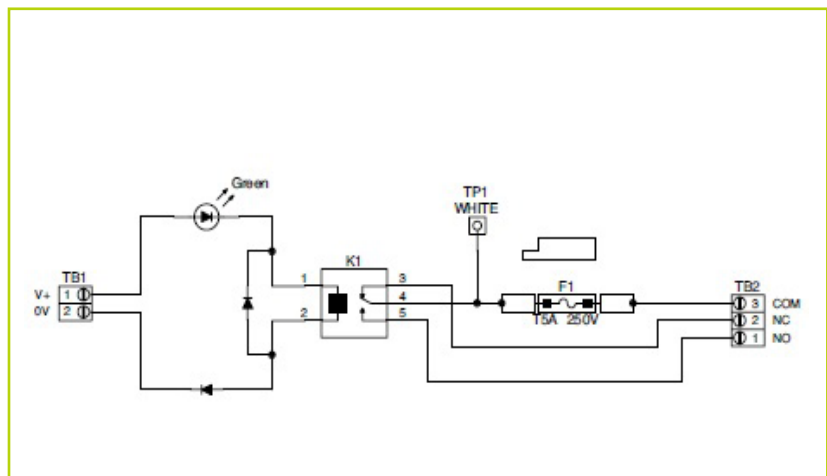 Green
TP1
WHITE
K1
F1
T5A 250V
TB1
V+ 1
0V 2
1
2
3
4
5
TB2
3 COM
2 NC
1 NO